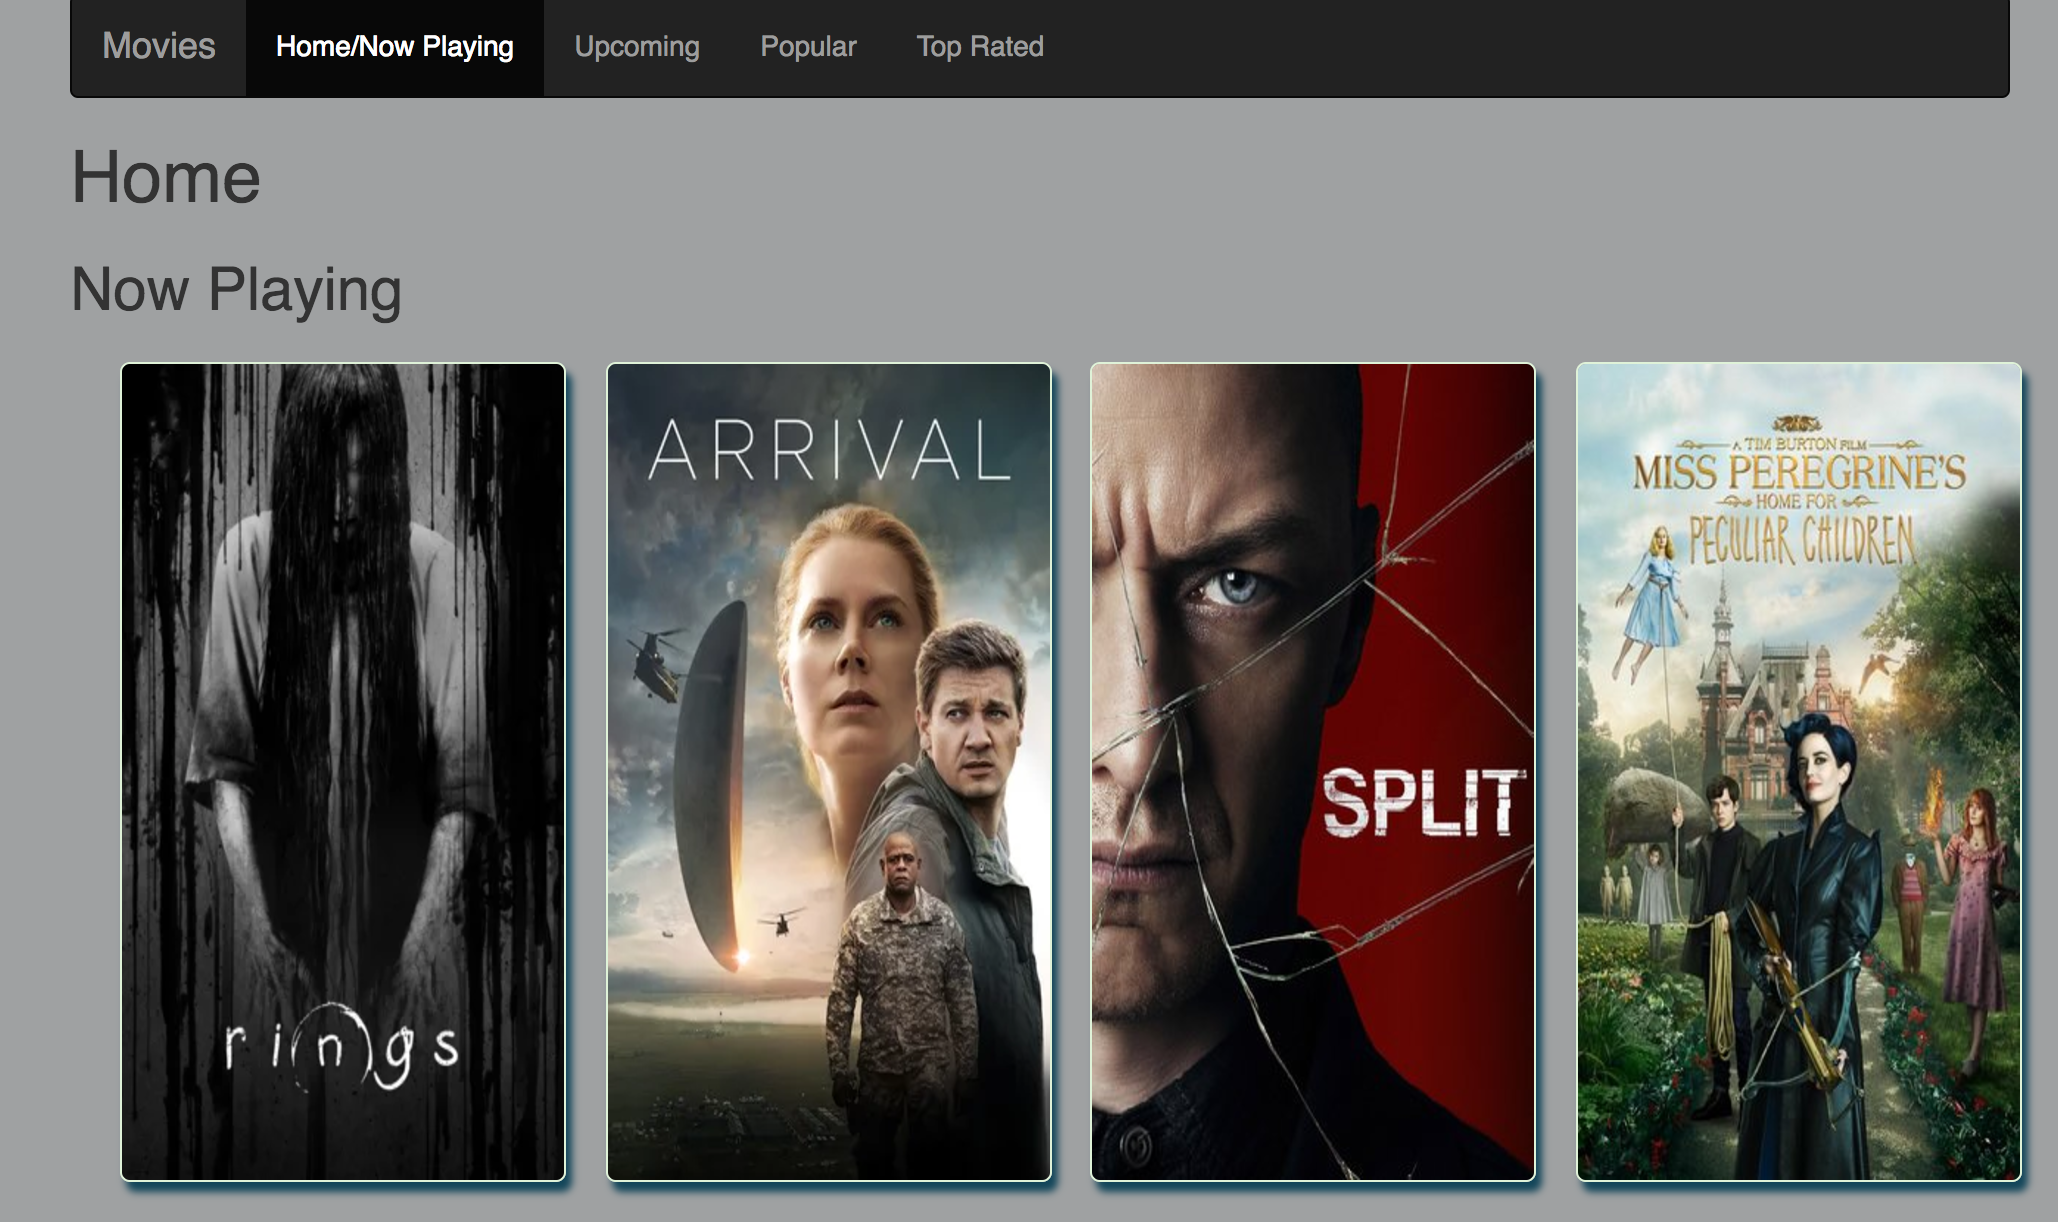 Movies Home/Now Playing Upcoming Popular Top Rated
Home
Now Playing
rings
ARRIVAL
SPLIT
A TIM BURTON FILM
MISS PEREGRINE'S
HOME FOR
PECULIAR CHILDREN